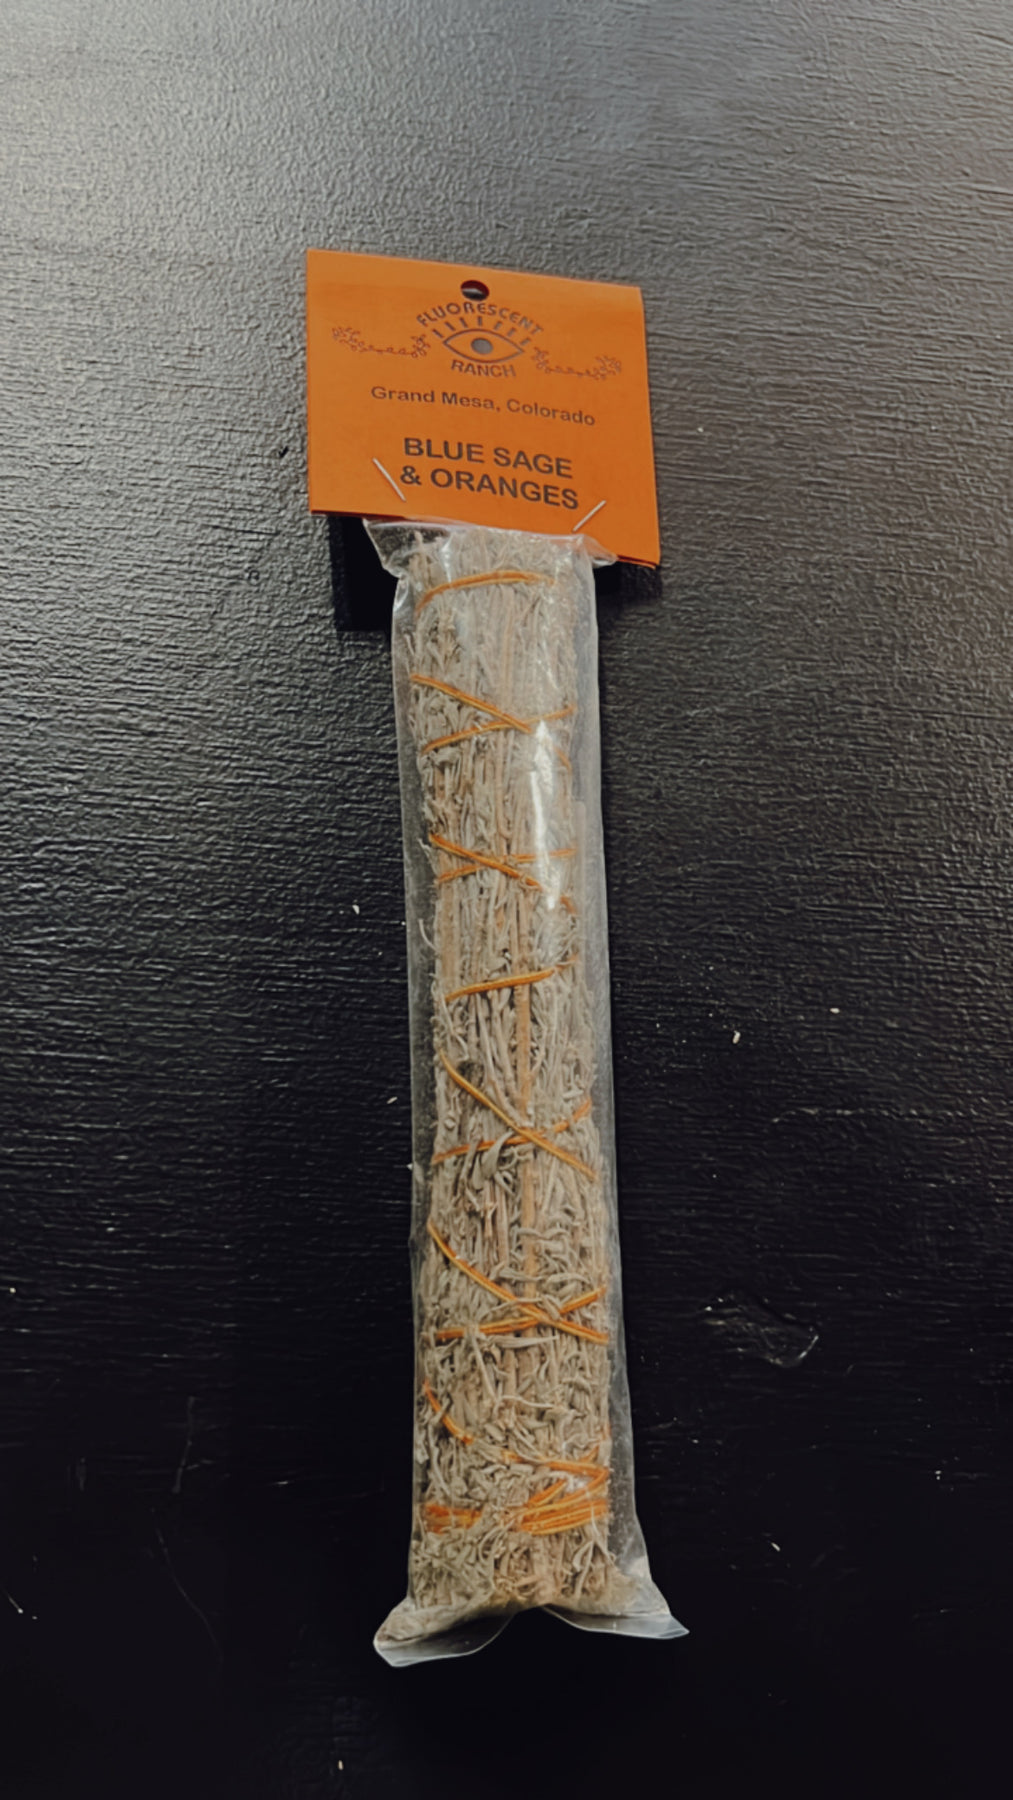 FLUORESCENT
RANCH
Grand Mesa, Colorado
BLUE SAGE
& ORANGES